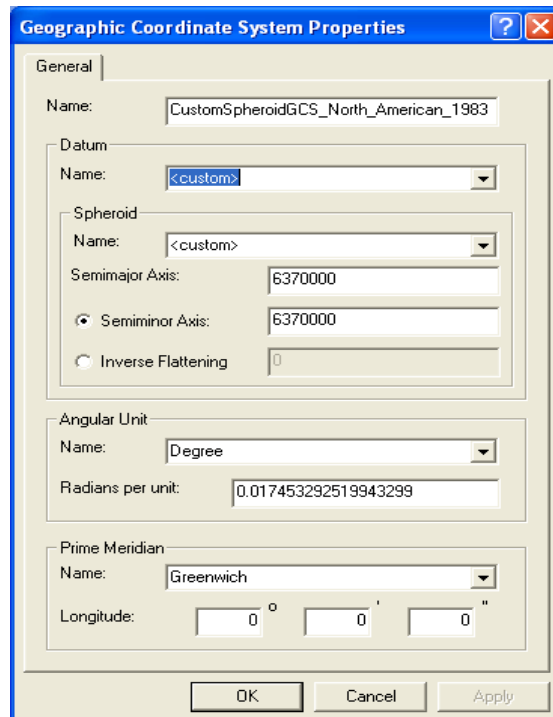 Geographic Coordinate System Properties ? X
General
Name: CustomSpheroidGCS_North_American_1983
Datum
Name: <custom>
Spheroid
Name: <custom>
Semimajor Axis: 6370000
Semiminor Axis: 6370000
Inverse Flattening 0
Angular Unit
Name: Degree
Radians per unit: 0.017453292519943299
Prime Meridian
Name: Greenwich
Longitude: 0 ° 0 ' 0 "
OK Cancel Apply